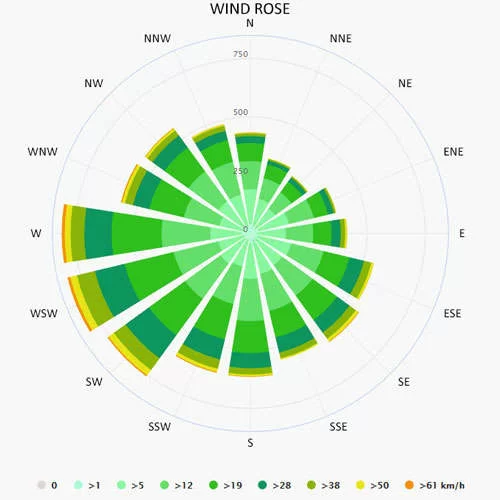 WIND ROSE
N
NNW
NNE
750
NW
NE
500
WNW
ENE
250
W
0
E
WSW
ESE
SW
SE
SSW
SSE
S
0 >1 >5 >12 >19 >28 >38 >50 >61 km/h